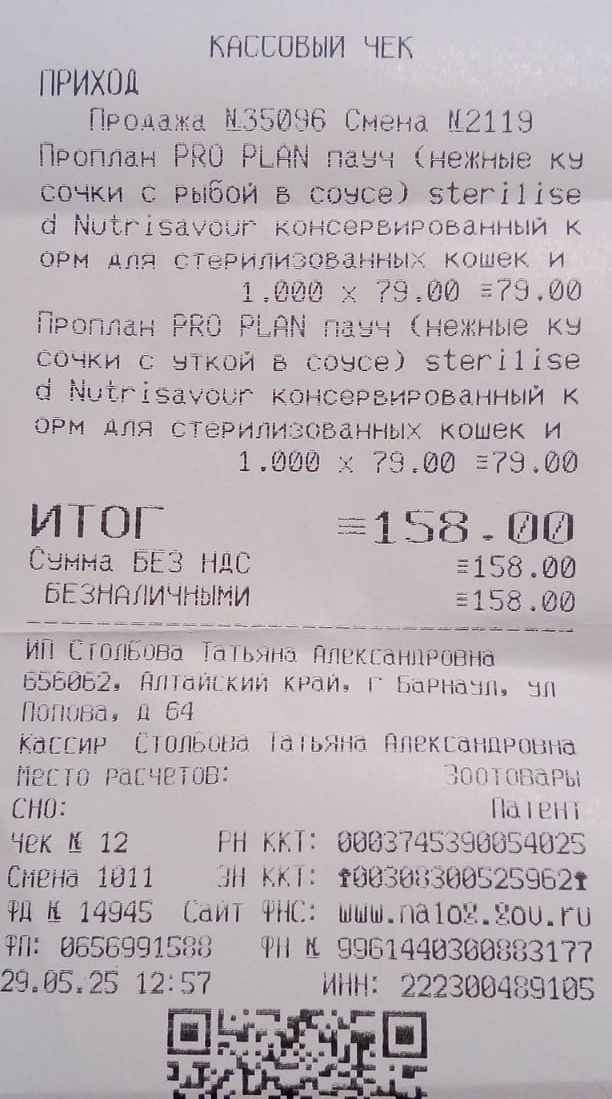 КАССОВЫЙ ЧЕК
ПРИХОД
Продажа №35096 Смена №2119
Проплан PRO PLAN пауч (нежные ку
сочки с рыбой в соусе) sterilise
d Nutrisavour консервированный к
орм для стерилизованных кошек и
1.000 x 79.00 ≡79.00
Проплан PRO PLAN пауч (нежные ку
сочки с уткой в соусе) sterilise
d Nutrisavour консервированный к
орм для стерилизованных кошек и
1.000 x 79.00 ≡79.00
ИТОГ ≡158.00
Сумма БЕЗ НДС ≡158.00
БЕЗНАЛИЧНЫМИ ≡158.00
ИП Столбова Татьяна Александровна
656062, Алтайский край, г Барнаул, ул
Попова, д 64
Кассир Столбова Татьяна Александровна
Место расчетов: Зоотовары
СНО: Патент
Чек № 12 РН ККТ: 0003745390054025
Смена 1011 ЗН ККТ: 00308300525962
ФД № 14945 Сайт ФНС: www.nalog.gov.ru
ФП: 0656991588 ФН № 9961440300883177
29.05.25 12:57 ИНН: 222300489105